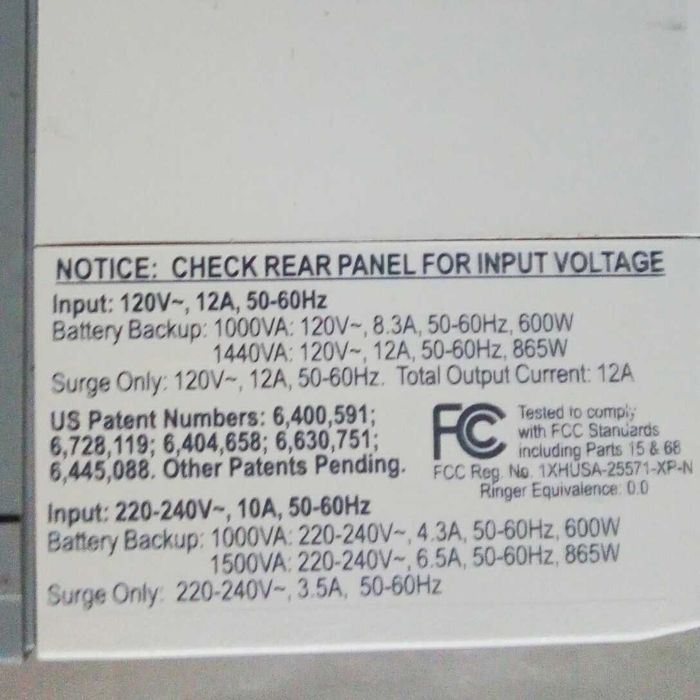 NOTICE: CHECK REAR PANEL FOR INPUT VOLTAGE
Input: 120V~, 12A, 50-60Hz
Battery Backup: 1000VA: 120V~, 8.3A, 50-60Hz, 600W
1440VA: 120V~, 12A, 50-60Hz, 865W
Surge Only: 120V~, 12A, 50-60Hz. Total Output Current: 12A
US Patent Numbers: 6,400,591;
6,728,119; 6,404,658; 6,630,751;
6,445,088. Other Patents Pending.
FC
Tested to comply
with FCC Standards
including Parts 15 & 68
FCC Reg. No. 1XHUSA-25571-XP-N
Ringer Equivalence: 0.0
Input: 220-240V~, 10A, 50-60Hz
Battery Backup: 1000VA: 220-240V~, 4.3A, 50-60Hz, 600W
1500VA: 220-240V~, 6.5A, 50-60Hz, 865W
Surge Only: 220-240V~, 3.5A, 50-60Hz